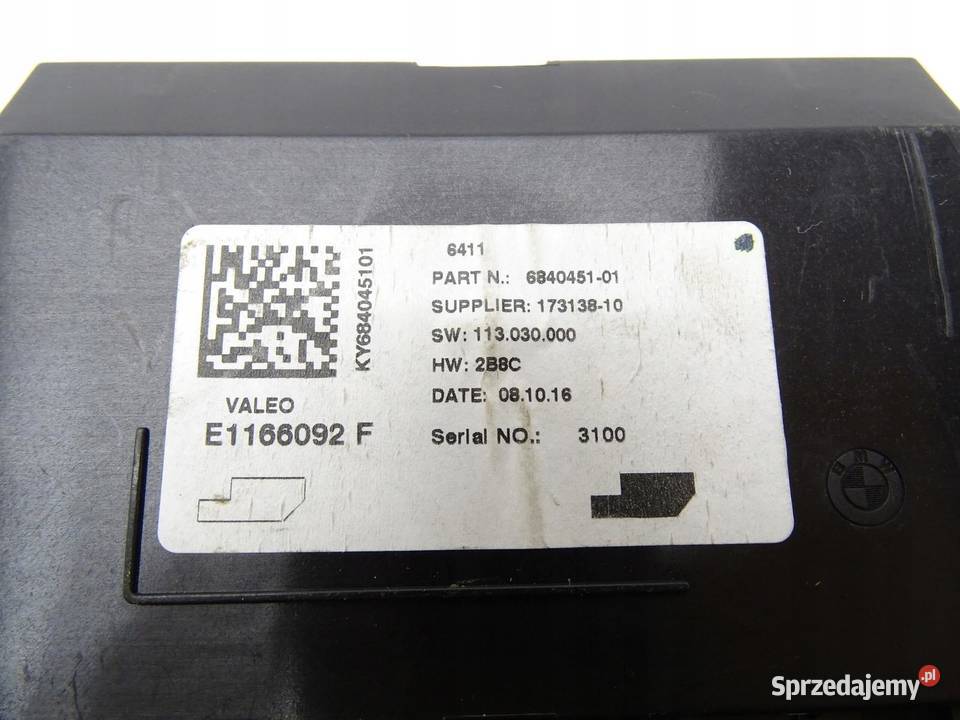 6411
PART N.: 6840451-01
SUPPLIER: 173138-10
SW: 113.030.000
HW: 2B8C
DATE: 08.10.16
Serial NO.: 3100
KY684045101
VALEO
E1166092 F
BMW
Sprzedajemy.pl